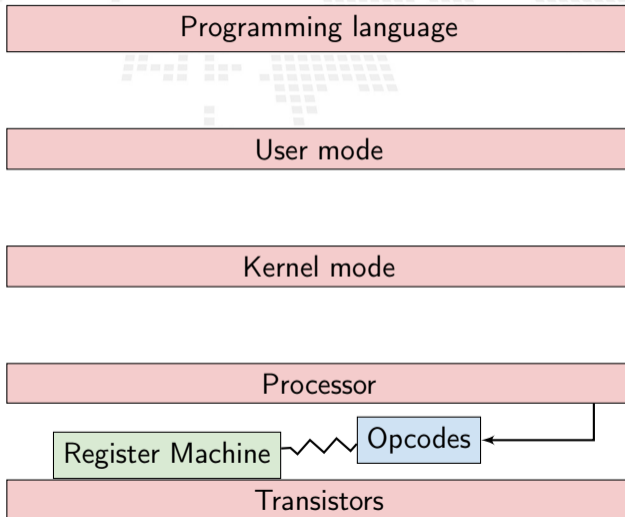 Programming language
User mode
Kernel mode
Processor
Opcodes
Register Machine
Transistors